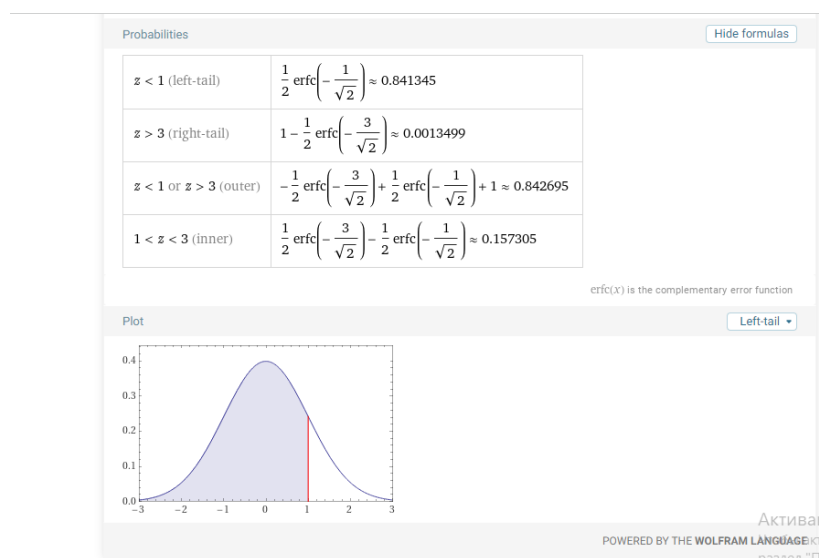 Probabilities
Hide formulas
z < 1 (left-tail)
1/2 erfc(-1/√2) ≈ 0.841345
z > 3 (right-tail)
1 - 1/2 erfc(-3/√2) ≈ 0.0013499
z < 1 or z > 3 (outer)
-1/2 erfc(-3/√2) + 1/2 erfc(-1/√2) + 1 ≈ 0.842695
1 < z < 3 (inner)
1/2 erfc(-3/√2) - 1/2 erfc(-1/√2) ≈ 0.157305
erfc(x) is the complementary error function
Plot
Left-tail
0.4
0.3
0.2
0.1
0.0
-3 -2 -1 0 1 2 3
Актива
POWERED BY THE WOLFRAM LANGUAGE